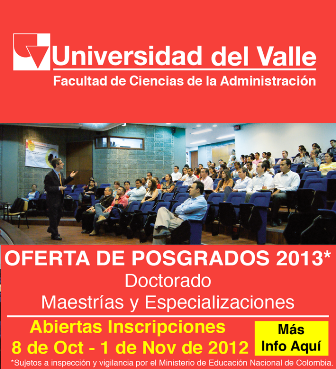 Universidad del Valle
Facultad de Ciencias de la Administración
OFERTA DE POSGRADOS 2013*
Doctorado
Maestrías y Especializaciones
Abiertas Inscripciones
8 de Oct - 1 de Nov de 2012
Más
Info Aquí
*Sujetos a inspección y vigilancia por el Ministerio de Educación Nacional de Colombia.